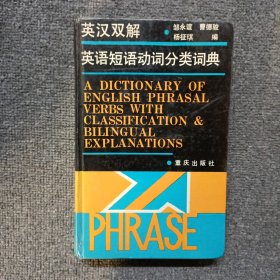 英汉双解
邹永谊 曹德骏
杨征琪 编
英语短语动词分类词典
A DICTIONARY OF
ENGLISH PHRASAL
VERBS WITH
CLASSIFICATION &
BILINGUAL
EXPLANATIONS
重庆出版社
PHRASE